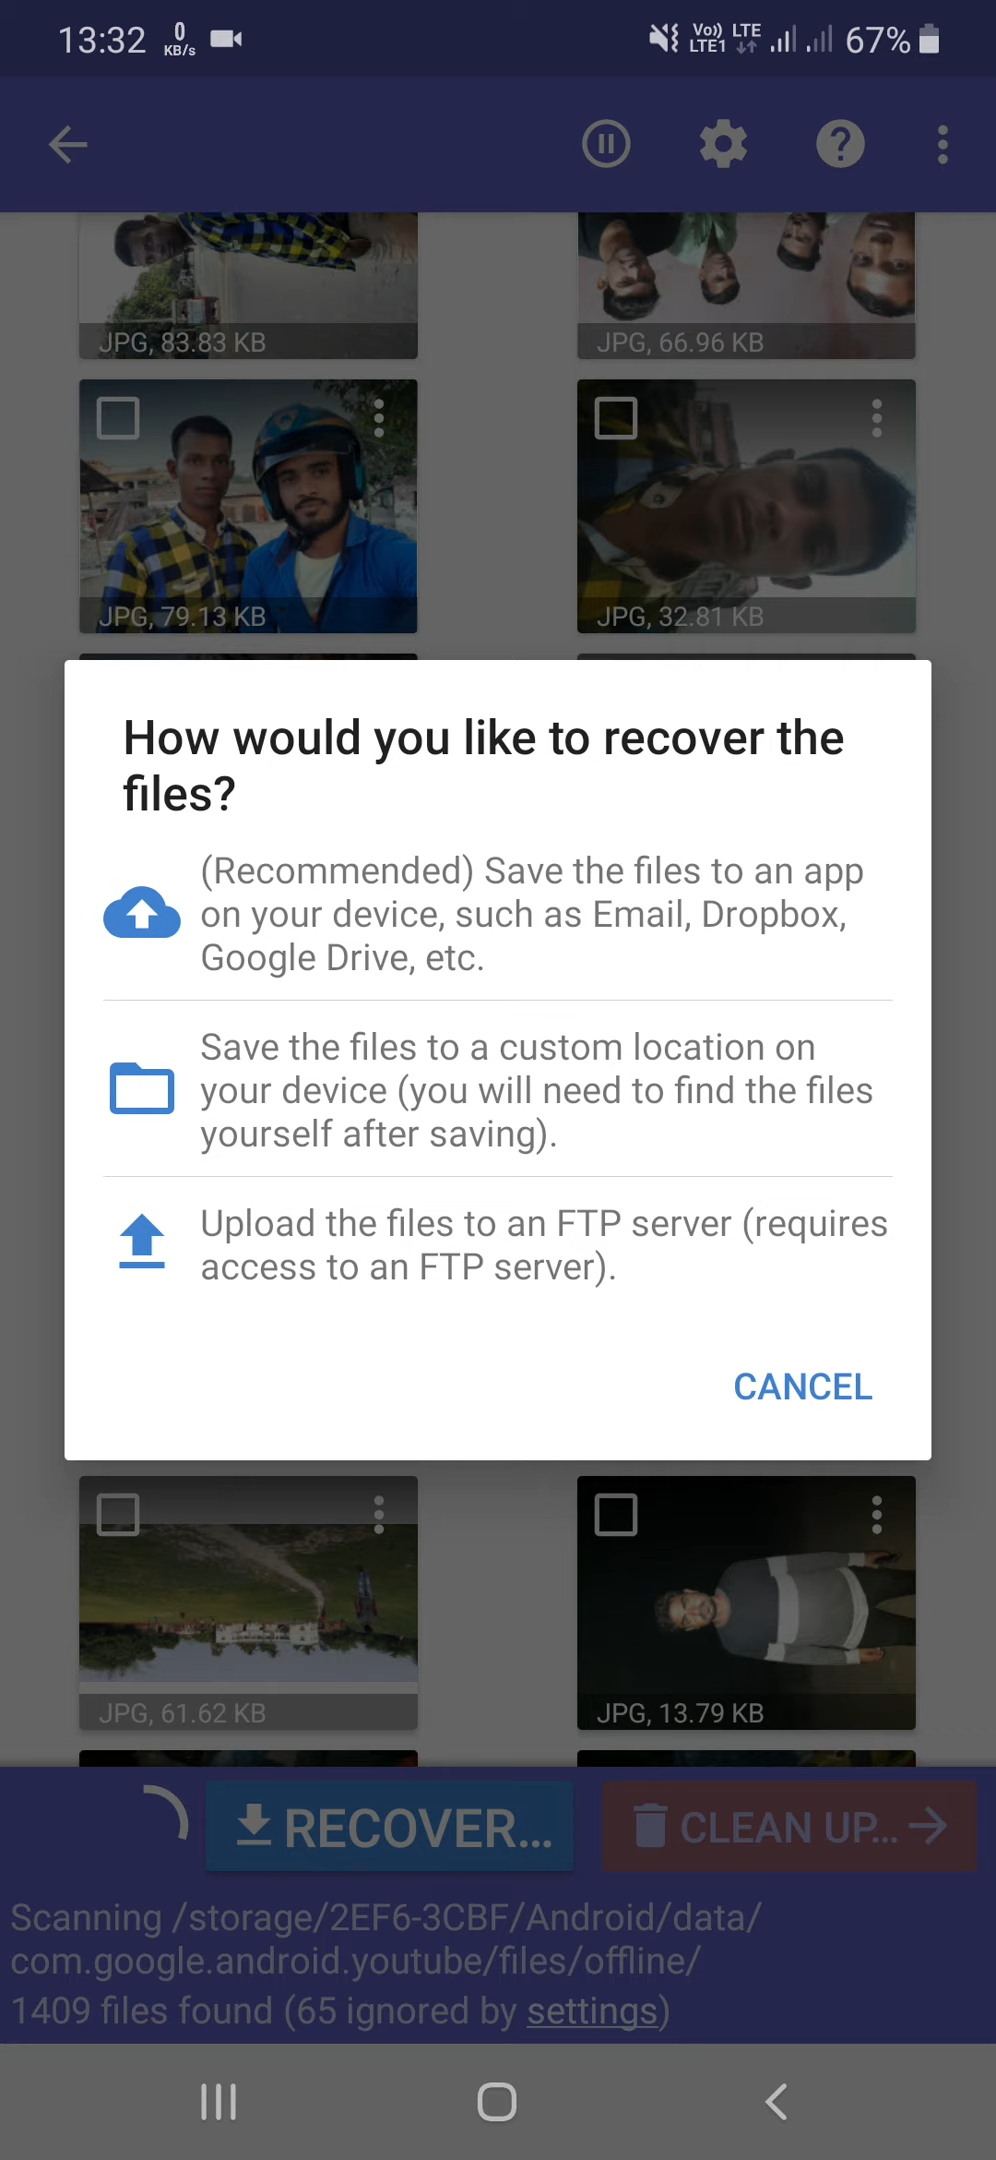 13:32 0 KB/s Vo)) LTE1 LTE 67%
JPG, 83.83 KB JPG, 66.96 KB
JPG, 79.13 KB JPG, 32.81 KB
How would you like to recover the
files?
(Recommended) Save the files to an app
on your device, such as Email, Dropbox,
Google Drive, etc.
Save the files to a custom location on
your device (you will need to find the files
yourself after saving).
Upload the files to an FTP server (requires
access to an FTP server).
CANCEL
JPG, 61.62 KB JPG, 13.79 KB
RECOVER... CLEAN UP...
Scanning /storage/2EF6-3CBF/Android/data/
com.google.android.youtube/files/offline/
1409 files found (65 ignored by settings)